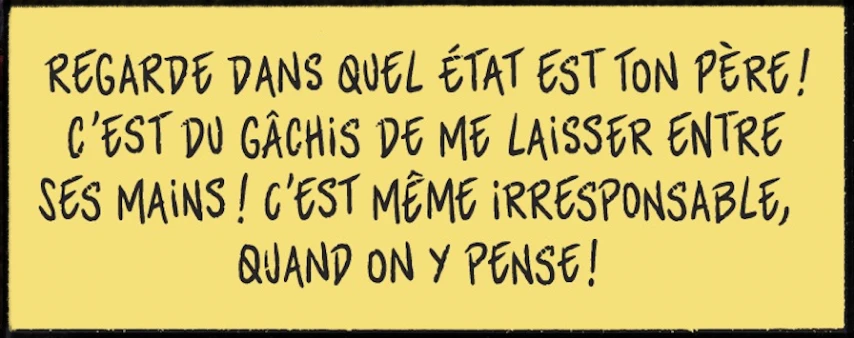 REGARDE DANS QUEL ÉTAT EST TON PÈRE!
C'EST DU GÂCHIS DE ME LAISSER ENTRE
SES MAINS! C'EST MÊME IRRESPONSABLE,
QUAND ON Y PENSE!